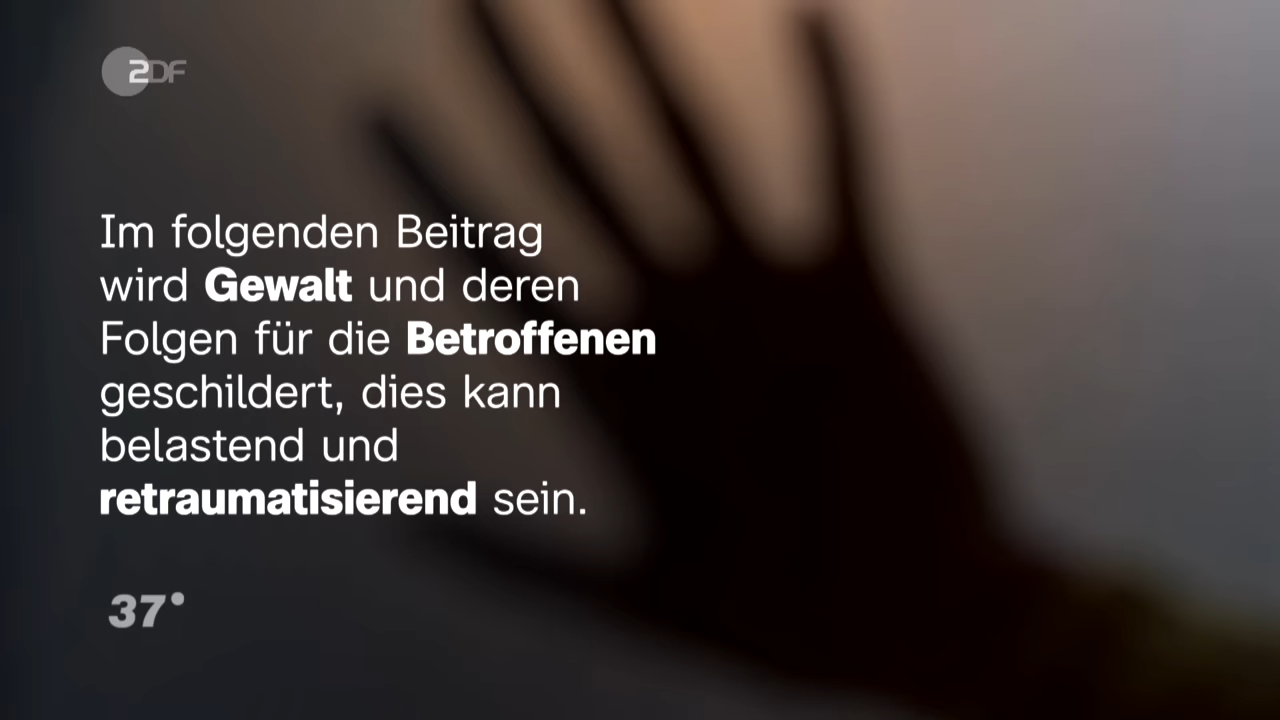 2DF
Im folgenden Beitrag
wird Gewalt und deren
Folgen für die Betroffenen
geschildert, dies kann
belastend und
retraumatisierend sein.
37°